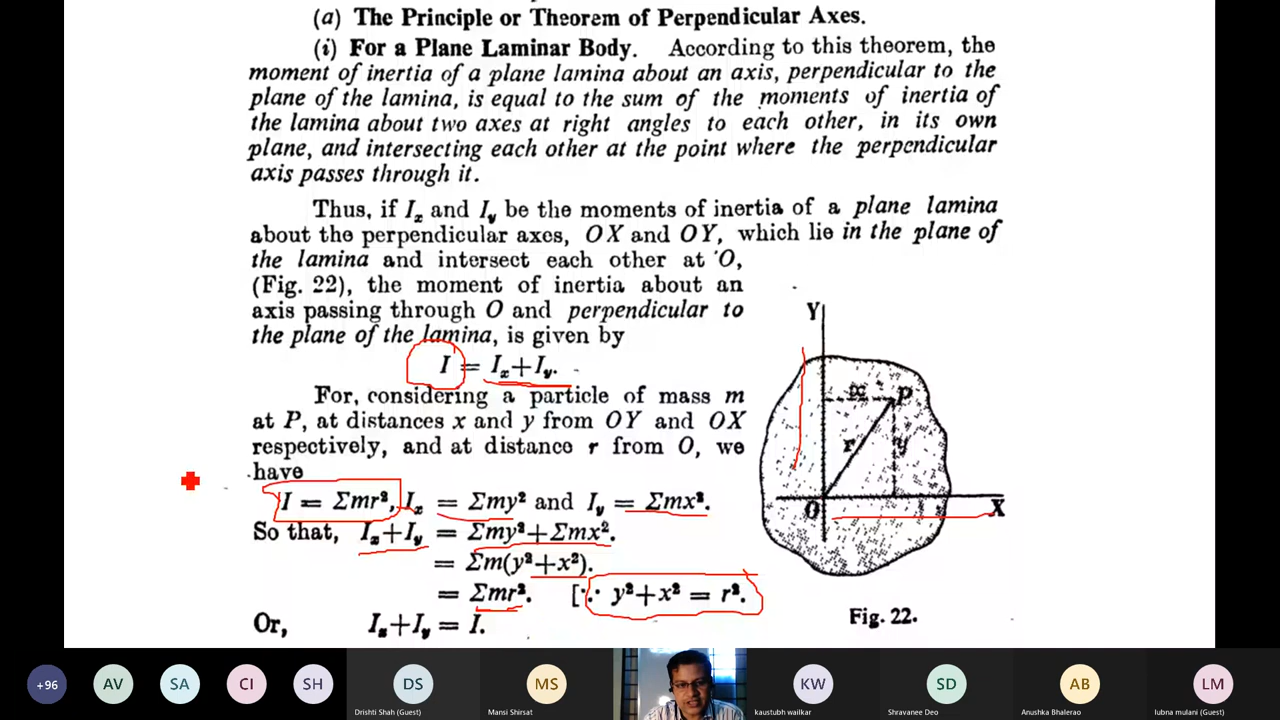 (a) The Principle or Theorem of Perpendicular Axes.
(i) For a Plane Laminar Body. According to this theorem, the
moment of inertia of a plane lamina about an axis, perpendicular to the
plane of the lamina, is equal to the sum of the moments of inertia of
the lamina about two axes at right angles to each other, in its own
plane, and intersecting each other at the point where the perpendicular
axis passes through it.
Thus, if Iₓ and Iᵧ be the moments of inertia of a plane lamina
about the perpendicular axes, OX and OY, which lie in the plane of
the lamina and intersect each other at O,
(Fig. 22), the moment of inertia about an
axis passing through O and perpendicular to
the plane of the lamina, is given by
I = Iₓ+Iᵧ.
For, considering a particle of mass m
at P, at distances x and y from OY and OX
respectively, and at distance r from O, we
have
I = Σmr², Iₓ = Σmy² and Iᵧ = Σmx².
So that, Iₓ+Iᵧ = Σmy²+Σmx².
= Σm(y²+x²).
= Σmr². [∵ y²+x² = r².
Or, Iₓ+Iᵧ = I.
Y
x
P
r
y
O
X
Fig. 22.
+96
AV
SA
CI
SH
DS
Drishti Shah (Guest)
MS
Mansi Shirsat
KW
kaustubh wailkar
SD
Shravanee Deo
AB
Anushka Bhalerao
LM
lubna mulani (Guest)